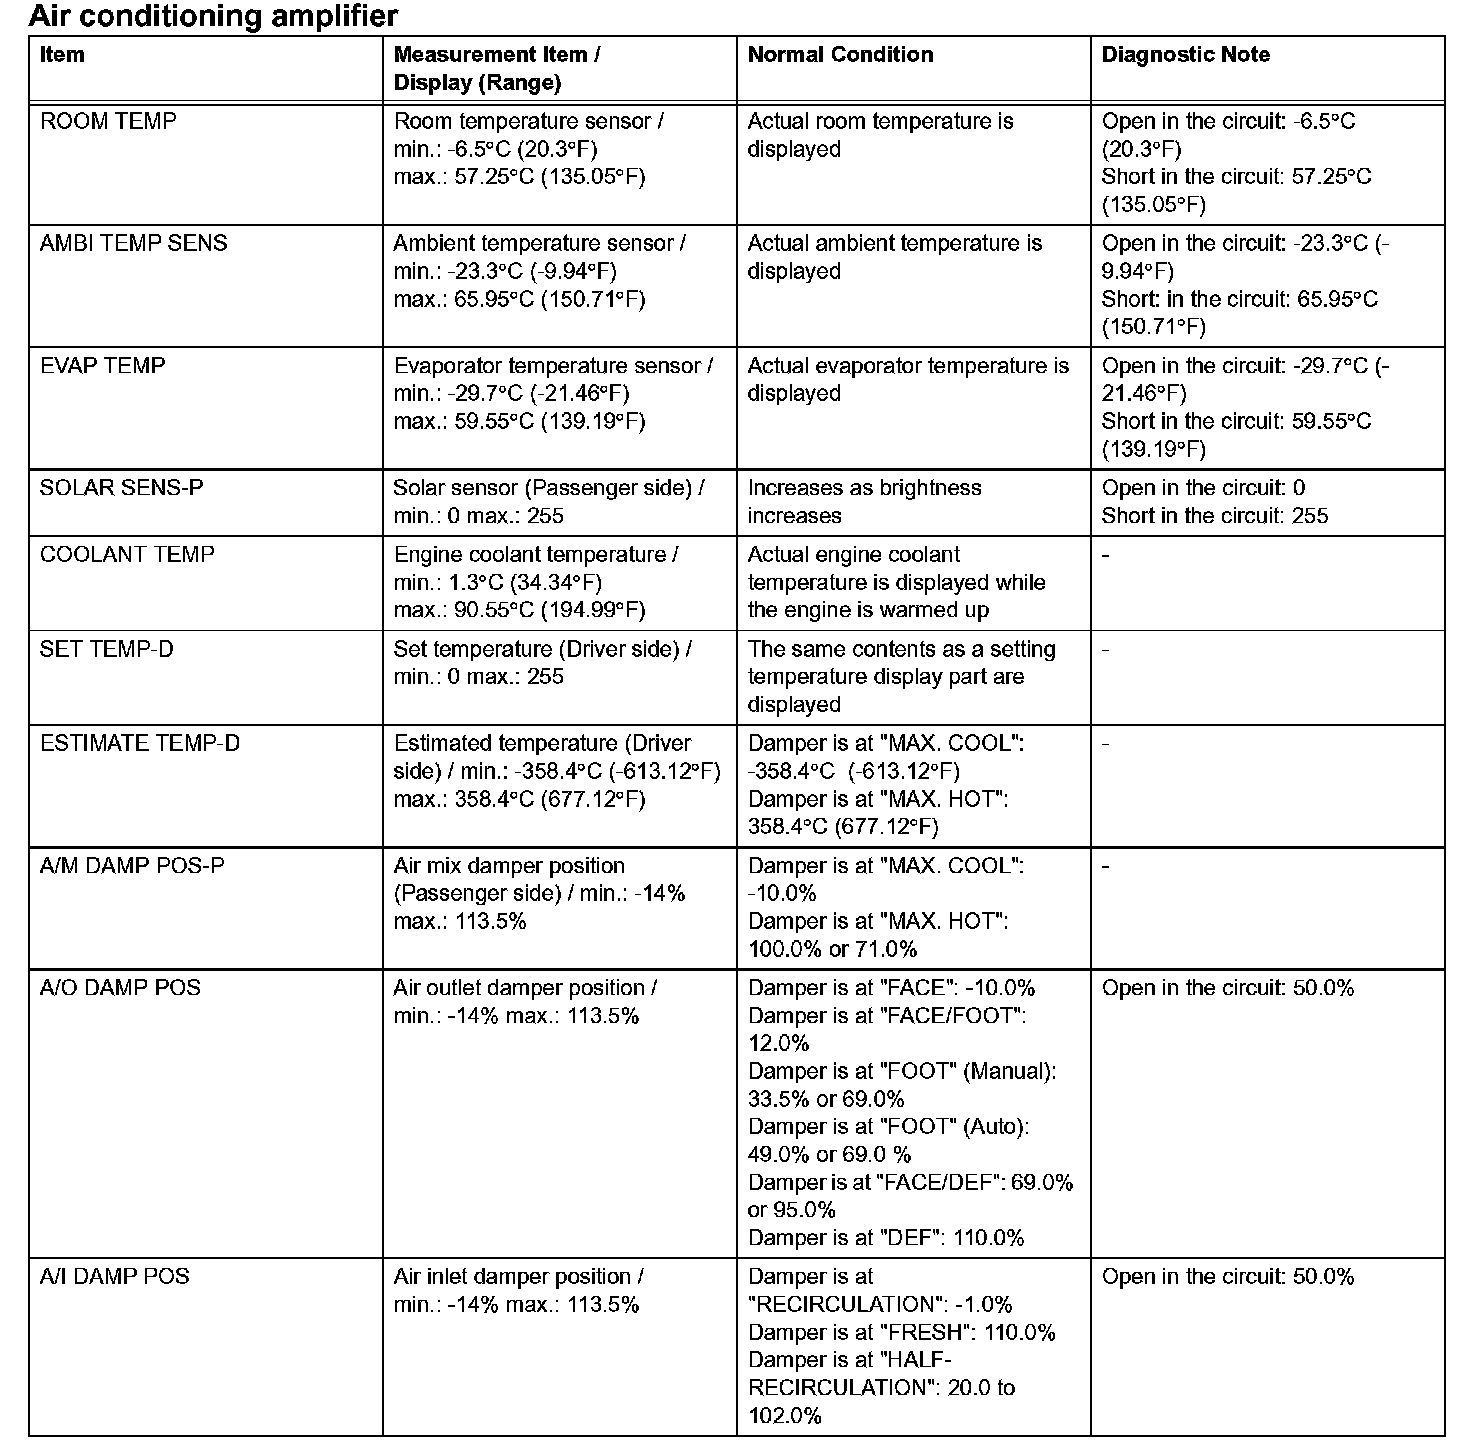 Air conditioning amplifier
Item
Measurement Item /
Display (Range)
Normal Condition
Diagnostic Note
ROOM TEMP
Room temperature sensor /
min.: -6.5°C (20.3°F)
max.: 57.25°C (135.05°F)
Actual room temperature is
displayed
Open in the circuit: -6.5°C
(20.3°F)
Short in the circuit: 57.25°C
(135.05°F)
AMBI TEMP SENS
Ambient temperature sensor /
min.: -23.3°C (-9.94°F)
max.: 65.95°C (150.71°F)
Actual ambient temperature is
displayed
Open in the circuit: -23.3°C (-
9.94°F)
Short: in the circuit: 65.95°C
(150.71°F)
EVAP TEMP
Evaporator temperature sensor /
min.: -29.7°C (-21.46°F)
max.: 59.55°C (139.19°F)
Actual evaporator temperature is
displayed
Open in the circuit: -29.7°C (-
21.46°F)
Short in the circuit: 59.55°C
(139.19°F)
SOLAR SENS-P
Solar sensor (Passenger side) /
min.: 0 max.: 255
Increases as brightness
increases
Open in the circuit: 0
Short in the circuit: 255
COOLANT TEMP
Engine coolant temperature /
min.: 1.3°C (34.34°F)
max.: 90.55°C (194.99°F)
Actual engine coolant
temperature is displayed while
the engine is warmed up
-
SET TEMP-D
Set temperature (Driver side) /
min.: 0 max.: 255
The same contents as a setting
temperature display part are
displayed
-
ESTIMATE TEMP-D
Estimated temperature (Driver
side) / min.: -358.4°C (-613.12°F)
max.: 358.4°C (677.12°F)
Damper is at "MAX. COOL":
-358.4°C (-613.12°F)
Damper is at "MAX. HOT":
358.4°C (677.12°F)
-
A/M DAMP POS-P
Air mix damper position
(Passenger side) / min.: -14%
max.: 113.5%
Damper is at "MAX. COOL":
-10.0%
Damper is at "MAX. HOT":
100.0% or 71.0%
-
A/O DAMP POS
Air outlet damper position /
min.: -14% max.: 113.5%
Damper is at "FACE": -10.0%
Damper is at "FACE/FOOT":
12.0%
Damper is at "FOOT" (Manual):
33.5% or 69.0%
Damper is at "FOOT" (Auto):
49.0% or 69.0 %
Damper is at "FACE/DEF": 69.0%
or 95.0%
Damper is at "DEF": 110.0%
Open in the circuit: 50.0%
A/I DAMP POS
Air inlet damper position /
min.: -14% max.: 113.5%
Damper is at
"RECIRCULATION": -1.0%
Damper is at "FRESH": 110.0%
Damper is at "HALF-
RECIRCULATION": 20.0 to
102.0%
Open in the circuit: 50.0%